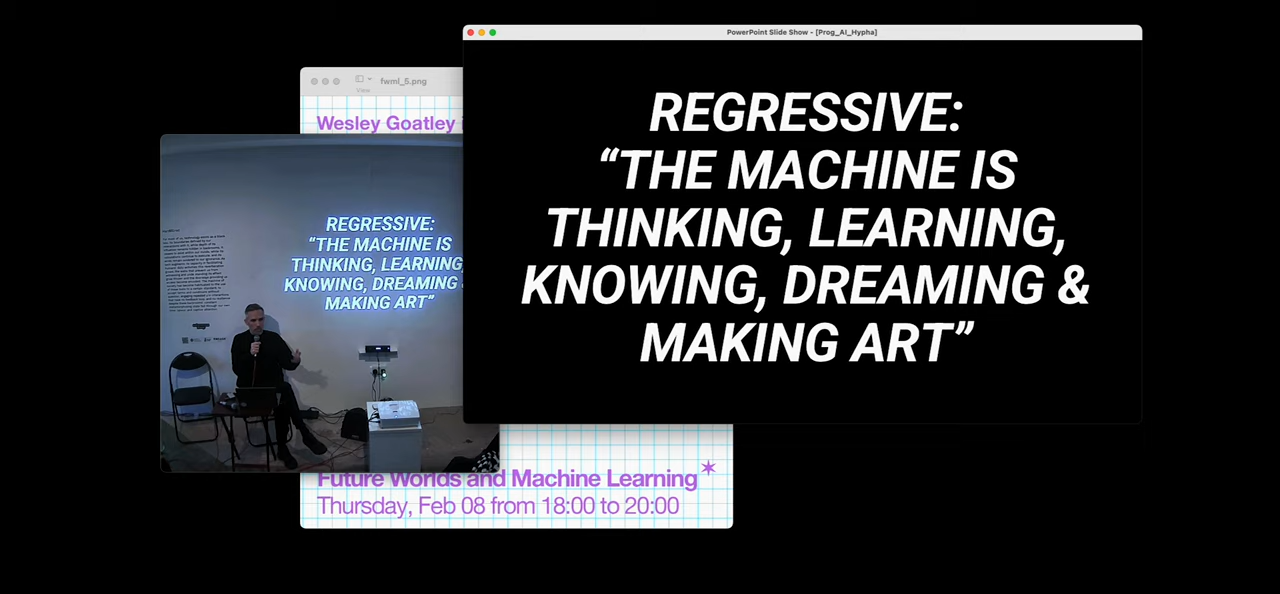 PowerPoint Slide Show - [Prog_AI_Hypha]
REGRESSIVE:
“THE MACHINE IS
THINKING, LEARNING,
KNOWING, DREAMING &
MAKING ART”
fwml_5.png
View
Wesley Goatley
REGRESSIVE:
“THE MACHINE IS
THINKING, LEARNING
KNOWING, DREAMING
MAKING ART”
Future Worlds and Machine Learning
Thursday, Feb 08 from 18:00 to 20:00